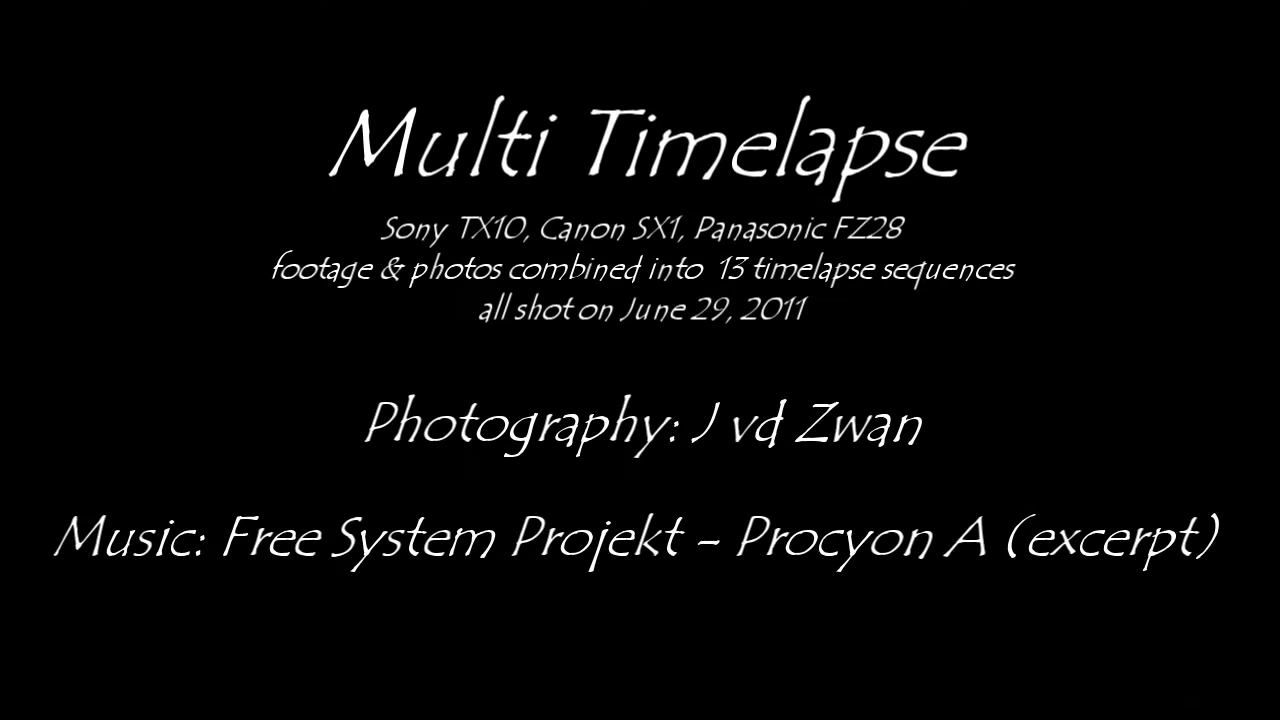 Multi Timelapse
Sony TX10, Canon SX1, Panasonic FZ28
footage & photos combined into 13 timelapse sequences
all shot on June 29, 2011
Photography: J vd Zwan
Music: Free System Projekt - Procyon A (excerpt)